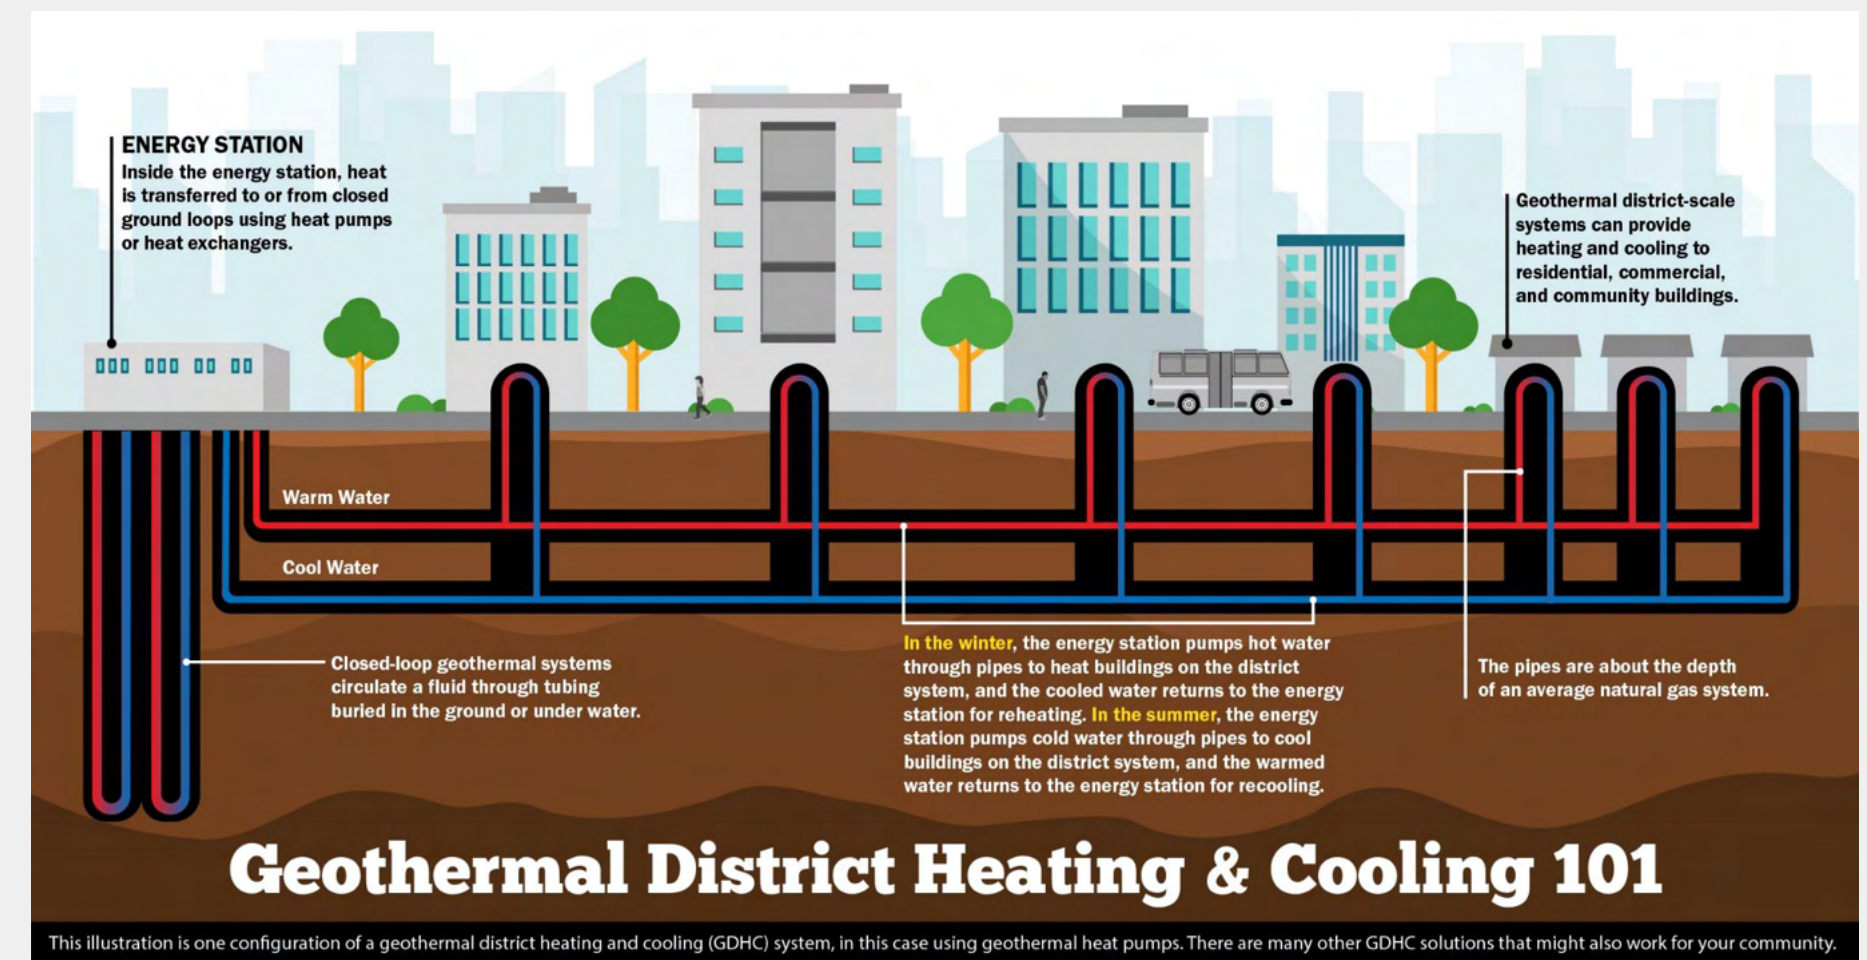 ENERGY STATION
Inside the energy station, heat
is transferred to or from closed
ground loops using heat pumps
or heat exchangers.
Geothermal district-scale
systems can provide
heating and cooling to
residential, commercial,
and community buildings.
Warm Water
Cool Water
Closed-loop geothermal systems
circulate a fluid through tubing
buried in the ground or under water.
In the winter, the energy station pumps hot water
through pipes to heat buildings on the district
system, and the cooled water returns to the energy
station for reheating. In the summer, the energy
station pumps cold water through pipes to cool
buildings on the district system, and the warmed
water returns to the energy station for recooling.
The pipes are about the depth
of an average natural gas system.
Geothermal District Heating & Cooling 101
This illustration is one configuration of a geothermal district heating and cooling (GDHC) system, in this case using geothermal heat pumps. There are many other GDHC solutions that might also work for your community.